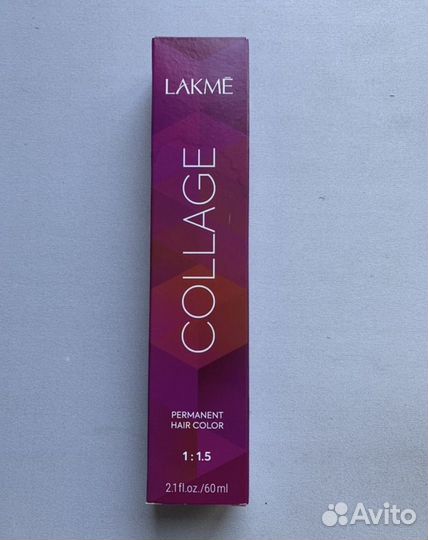 LAKMĒ
COLLAGE
PERMANENT
HAIR COLOR
1 : 1.5
2.1 fl.oz./60 ml
Avito